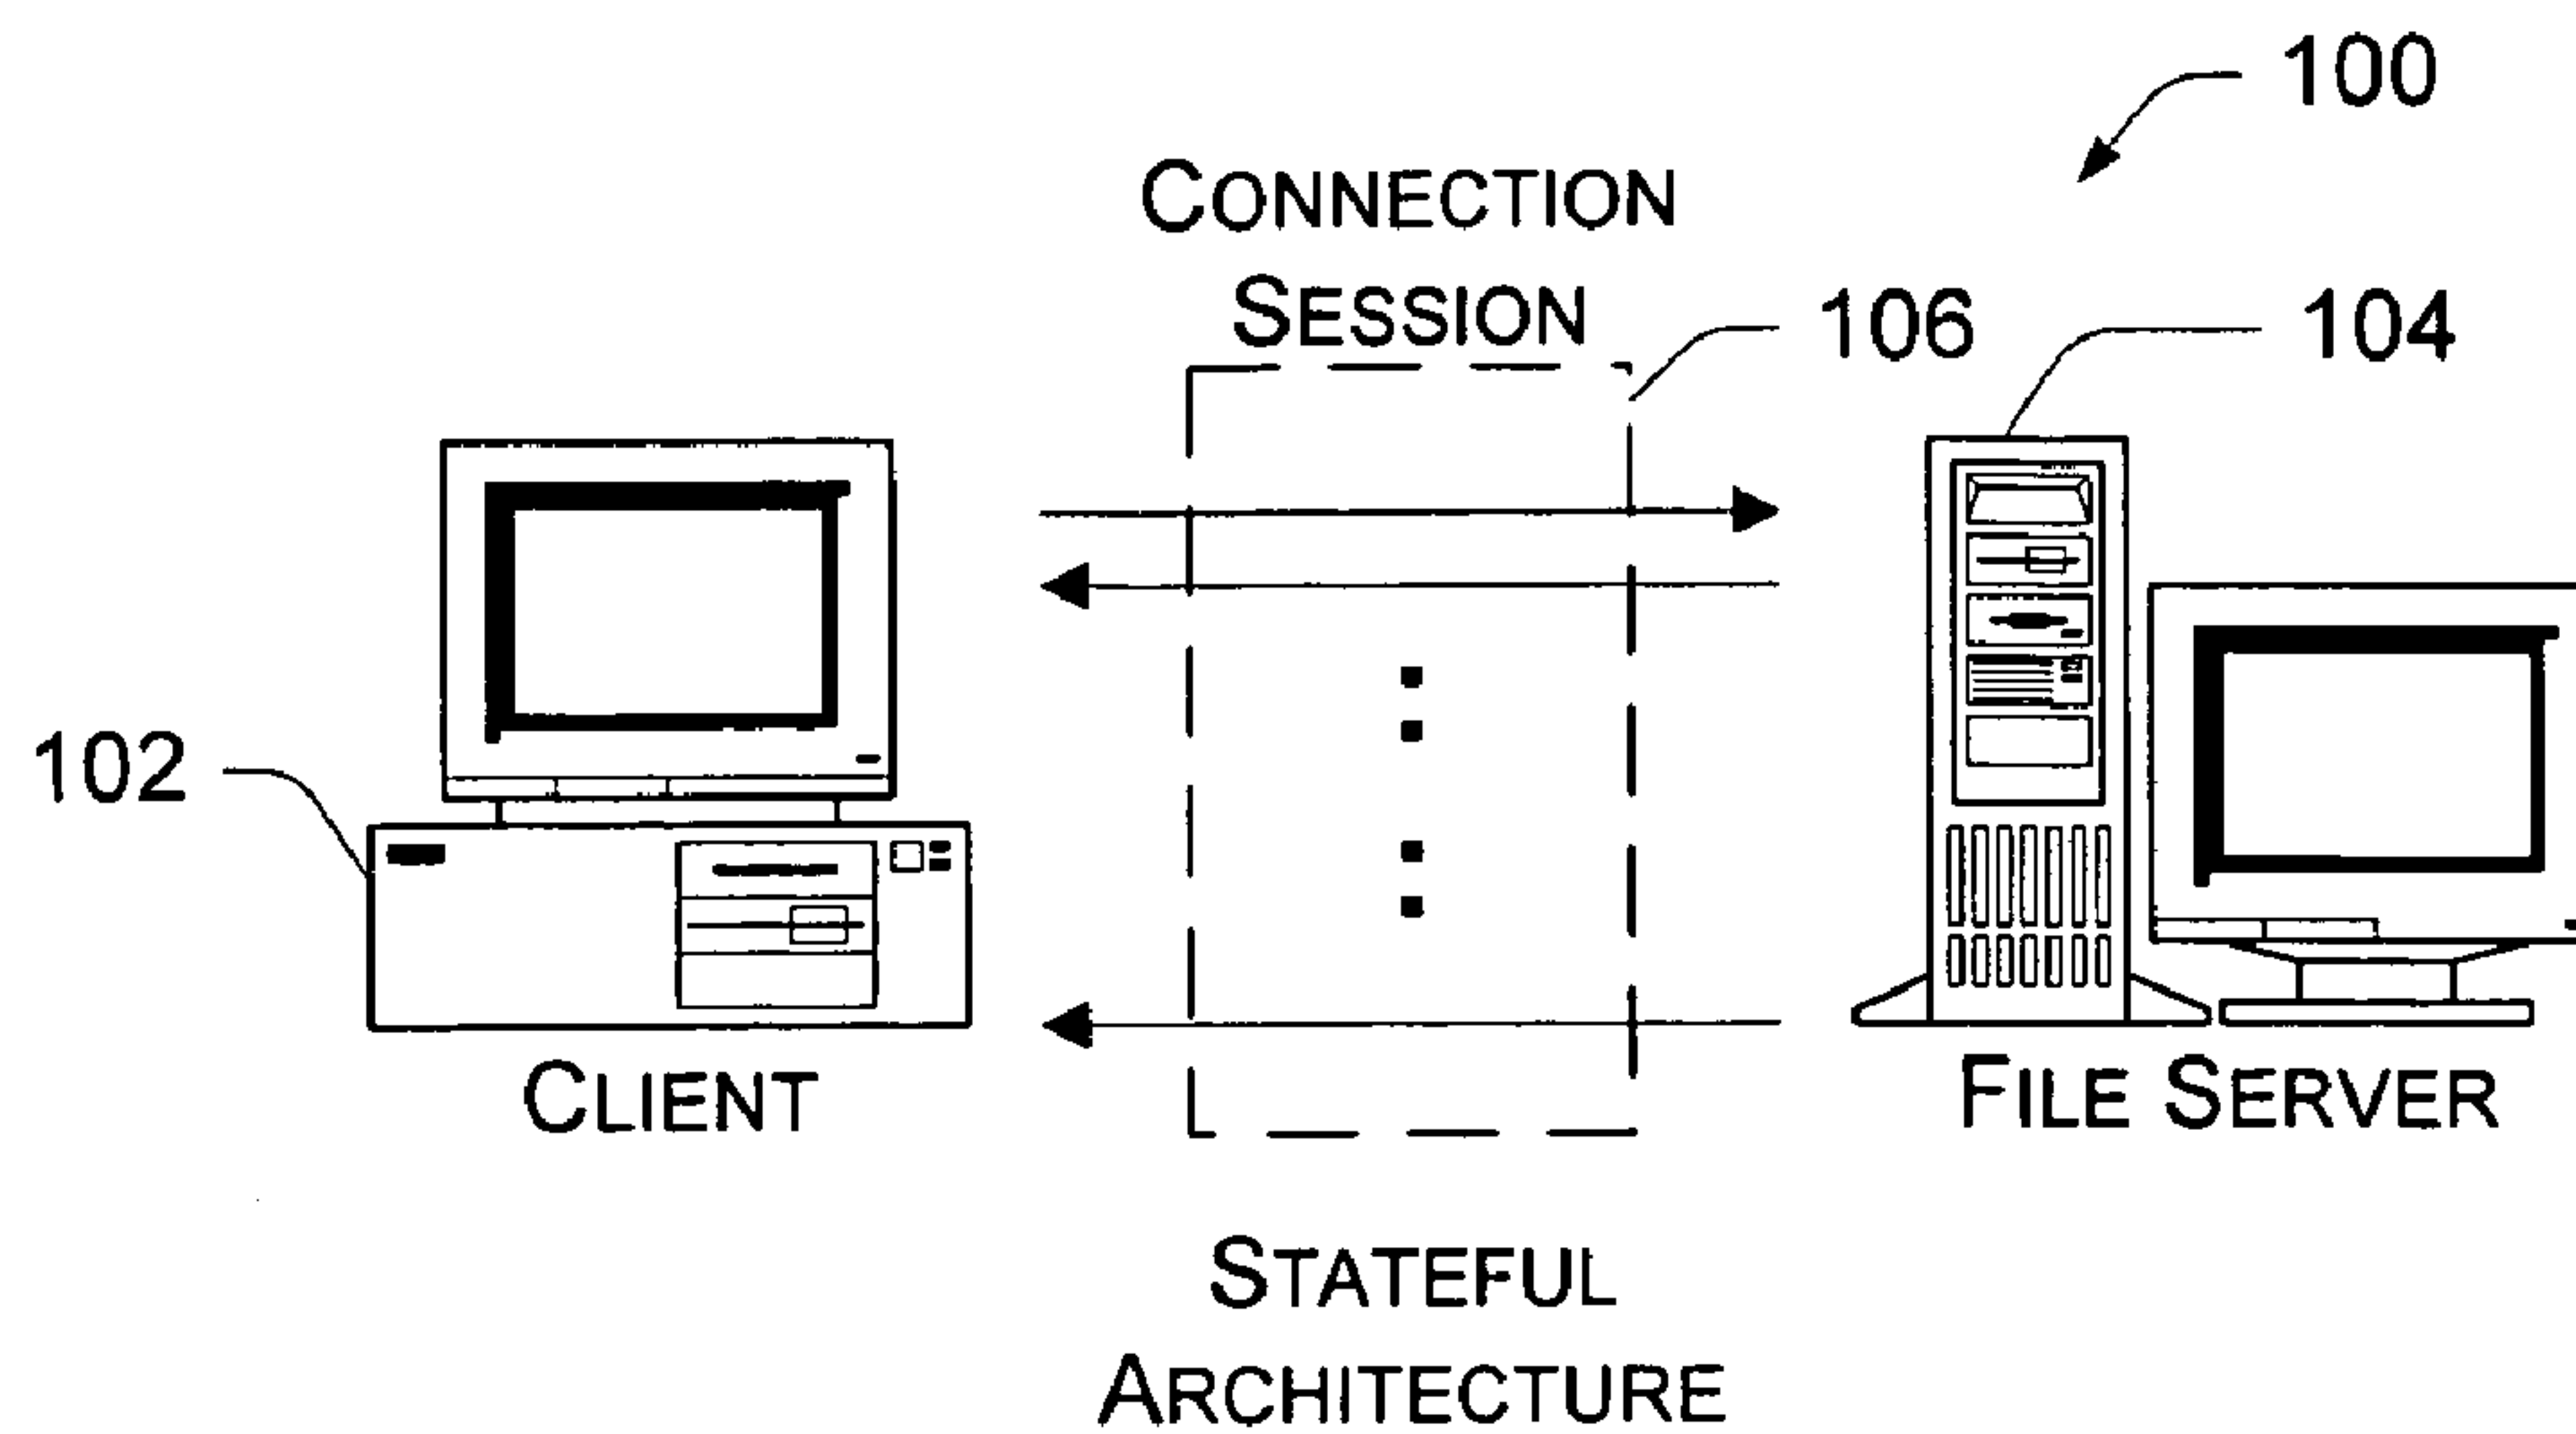 100
CONNECTION
SESSION
106
104
102
CLIENT
FILE SERVER
STATEFUL
ARCHITECTURE